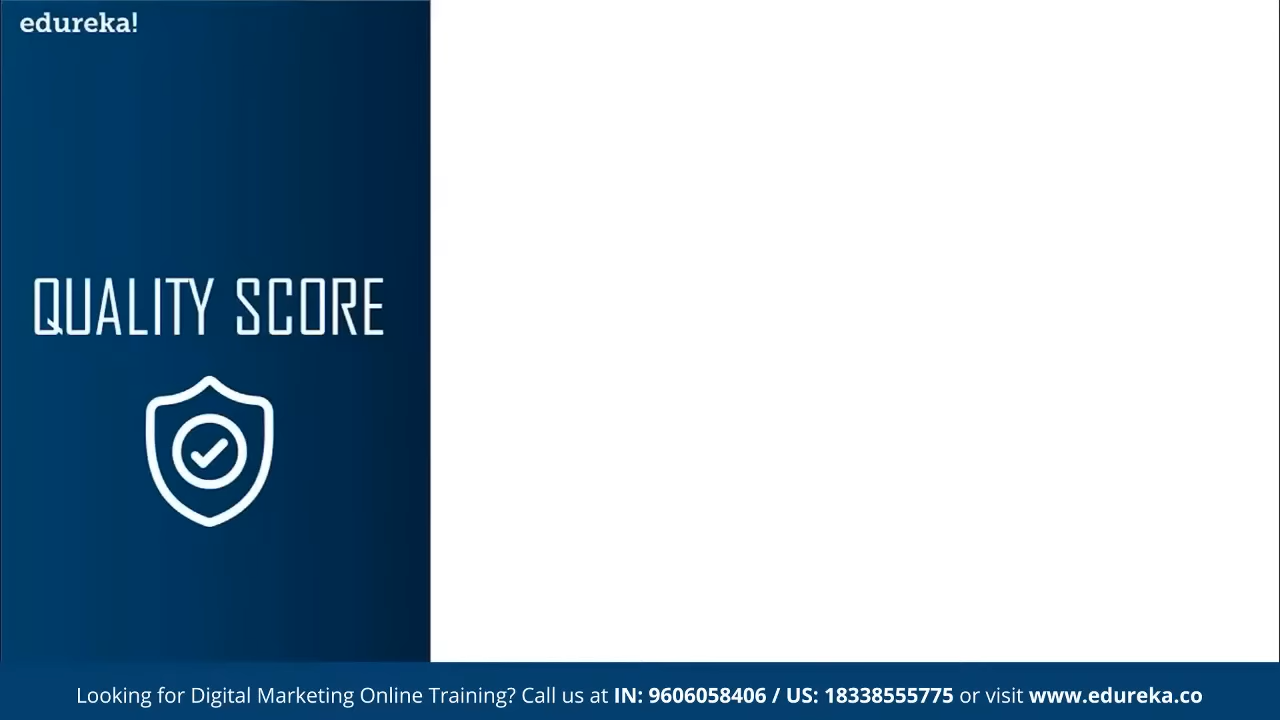 edureka!
QUALITY SCORE
Looking for Digital Marketing Online Training? Call us at IN: 9606058406 / US: 18338555775 or visit www.edureka.co